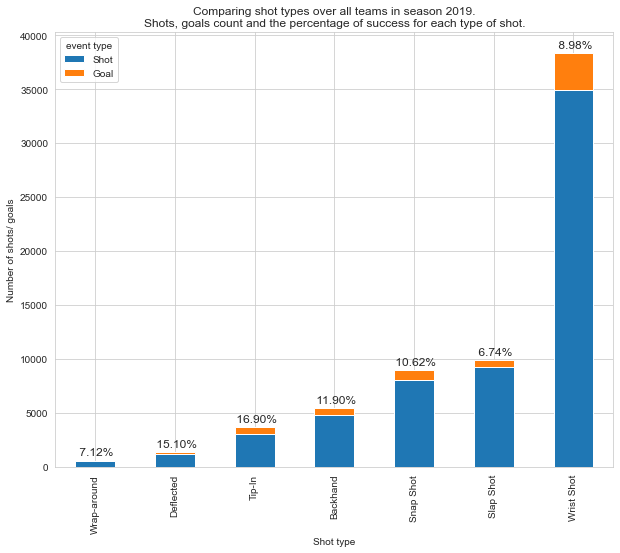 Comparing shot types over all teams in season 2019.
Shots, goals count and the percentage of success for each type of shot.
event type
Shot
Goal
Number of shots/ goals
40000
35000
30000
25000
20000
15000
10000
5000
0
7.12%
15.10%
16.90%
11.90%
10.62%
6.74%
8.98%
Wrap-around
Deflected
Tip-In
Backhand
Snap Shot
Slap Shot
Wrist Shot
Shot type